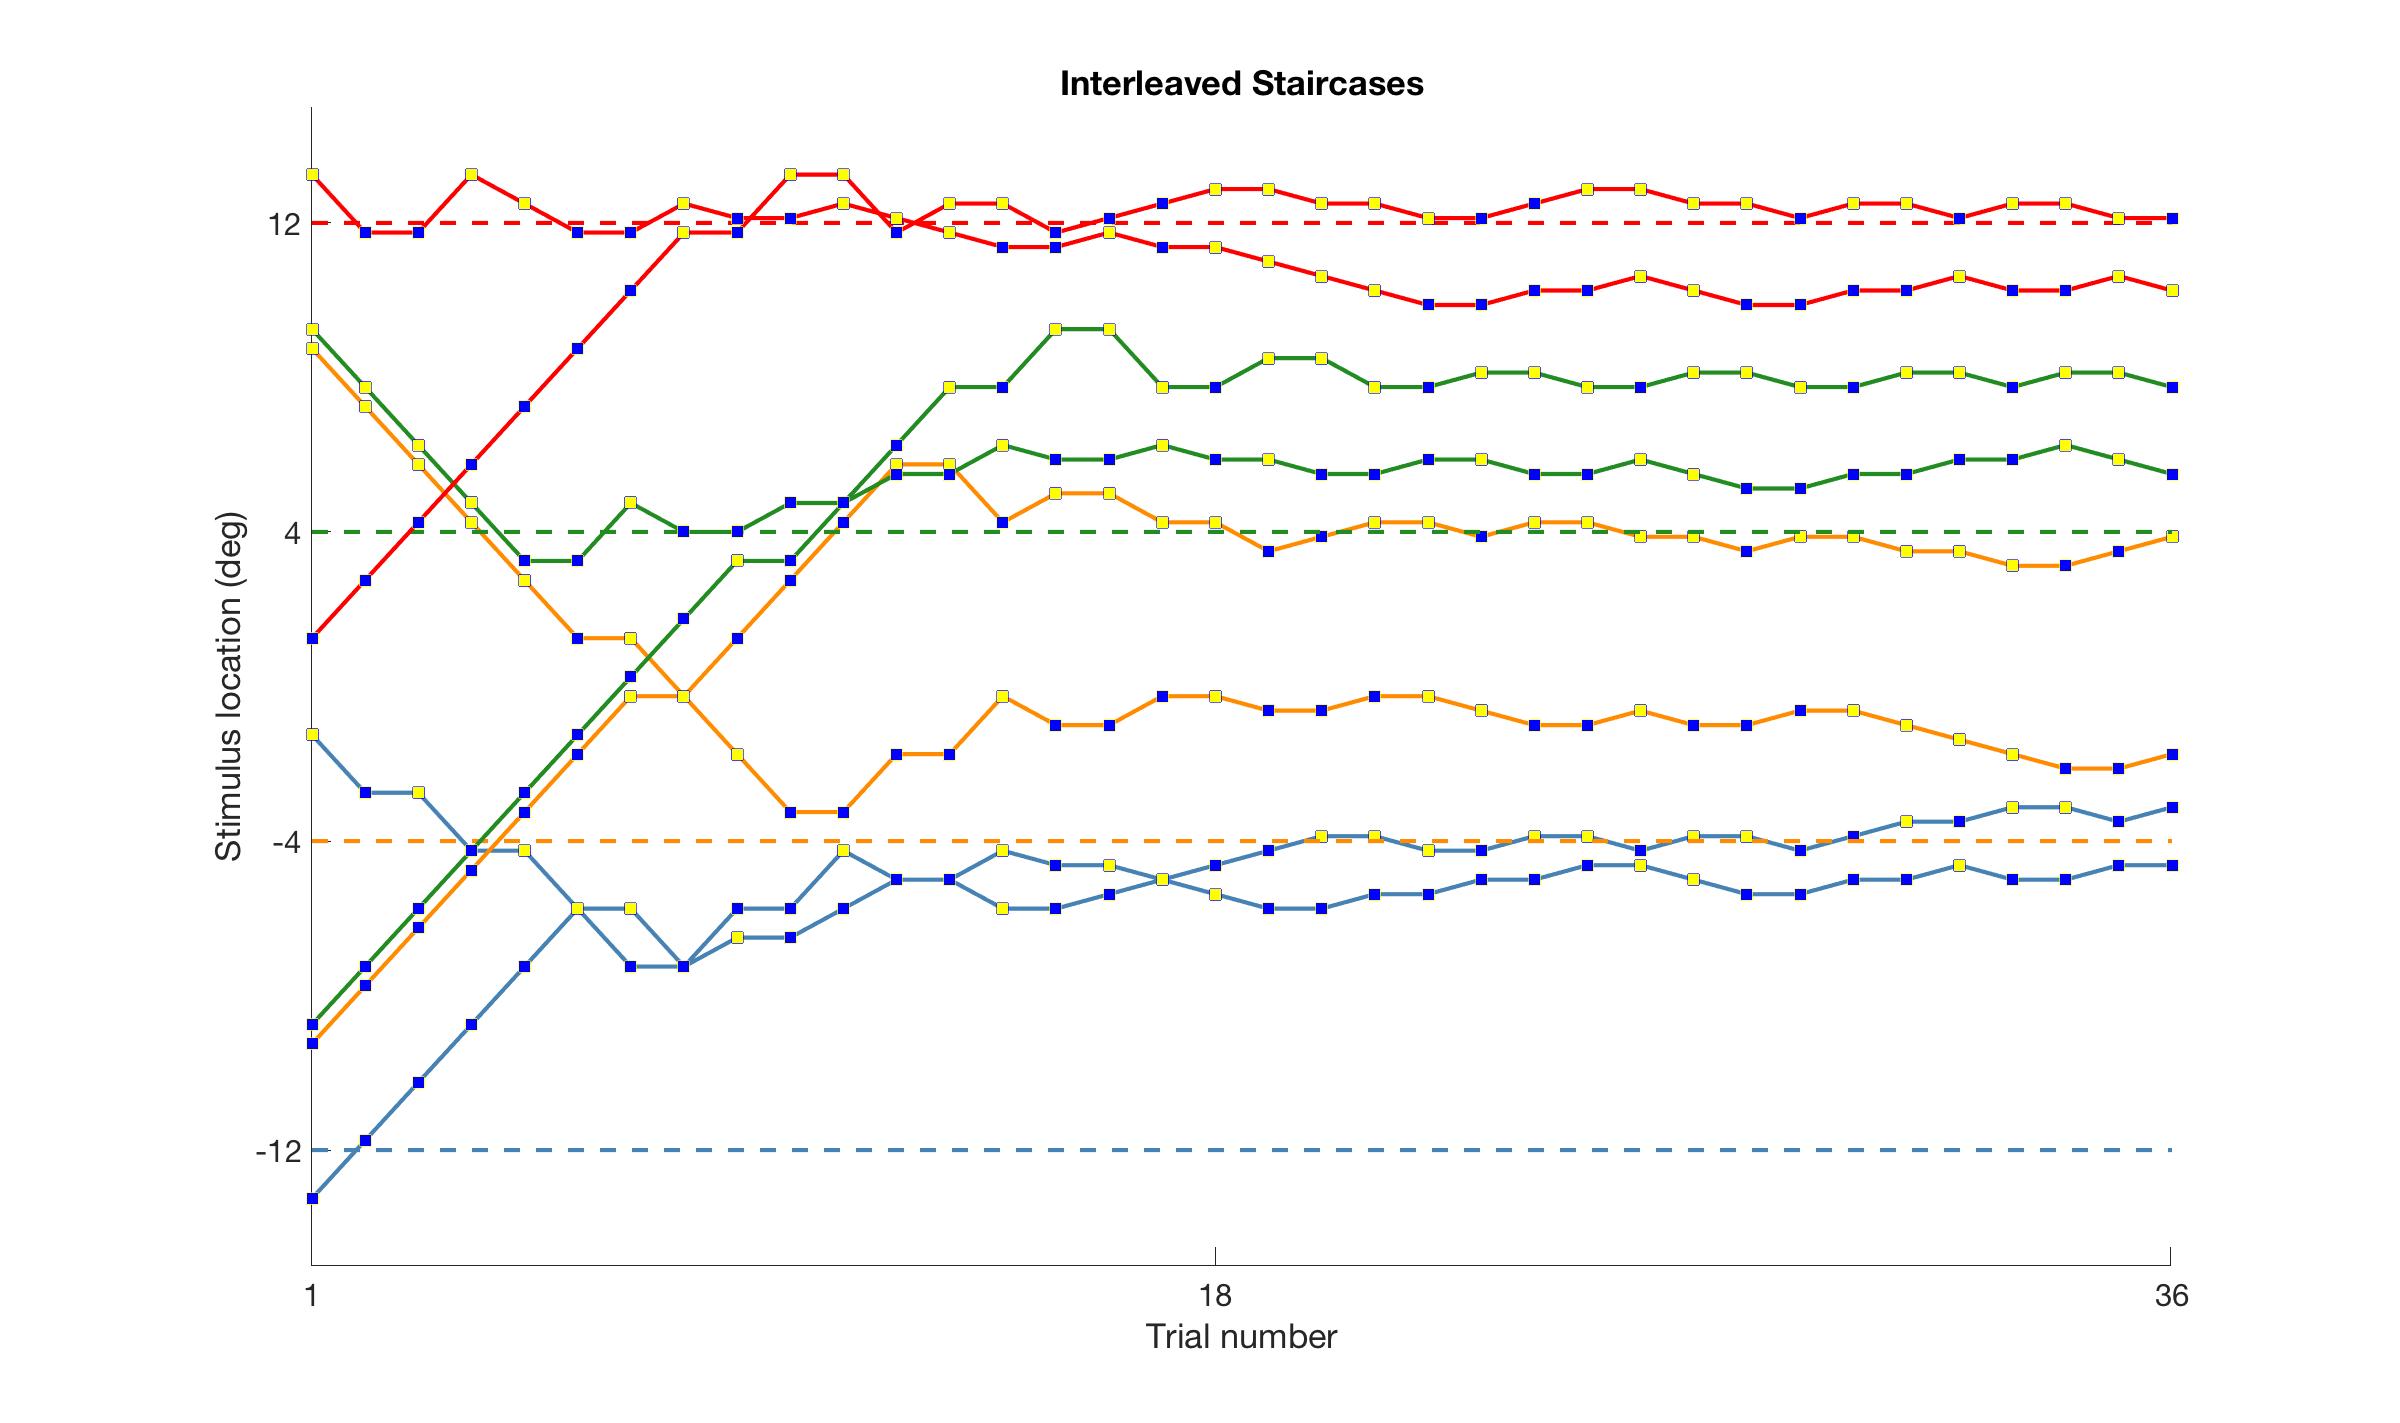 Interleaved Staircases
12
4
-4
-12
Stimulus location (deg)
1 18 36
Trial number